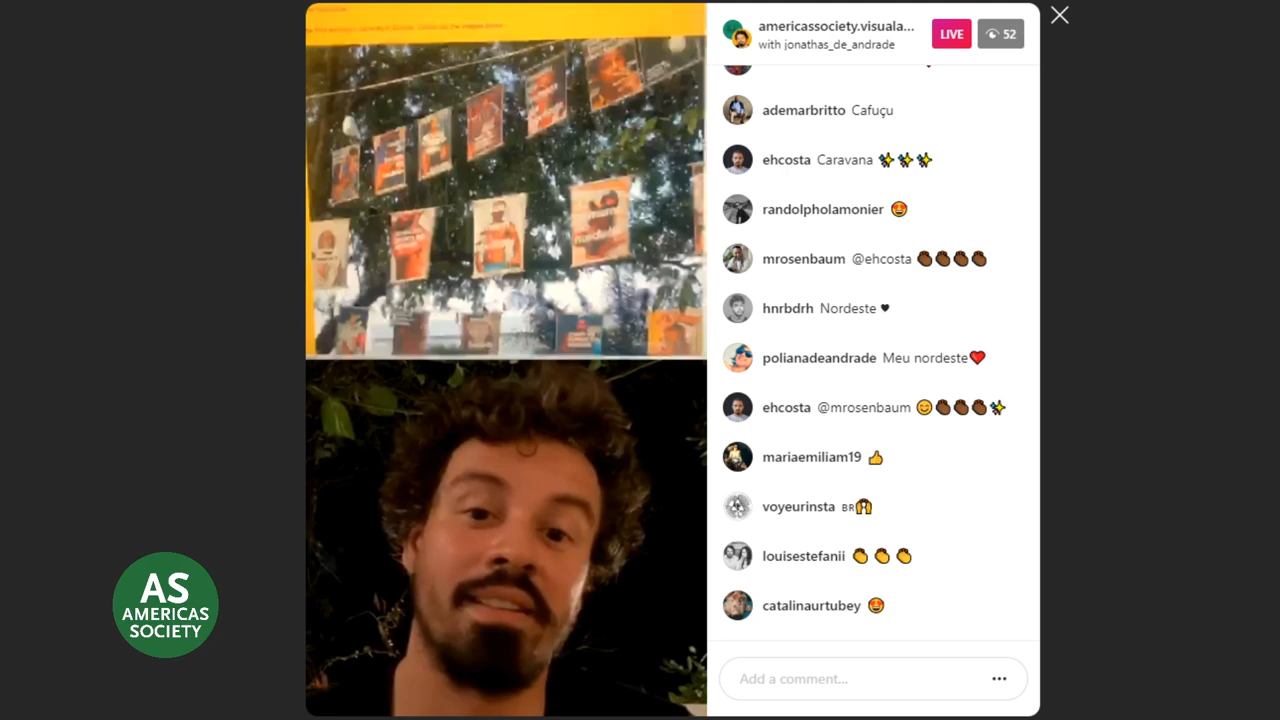 americassociety.visuala...
with jonathas_de_andrade
LIVE
52
ademarbritto Cafuçu
ehcosta Caravana ✨✨✨
randolpholamonier 😍
mrosenbaum @ehcosta 👏🏾👏🏾👏🏾👏🏾
hnrbdrh Nordeste ♥
polianadeandrade Meu nordeste❤️
ehcosta @mrosenbaum 😊👏🏾👏🏾👏🏾✨
mariaemiliam19 👍
voyeurinsta BR🙌
louisestefanii 👏 👏 👏
catalinaurtubey 😍
Add a comment...
AS
AMERICAS
SOCIETY